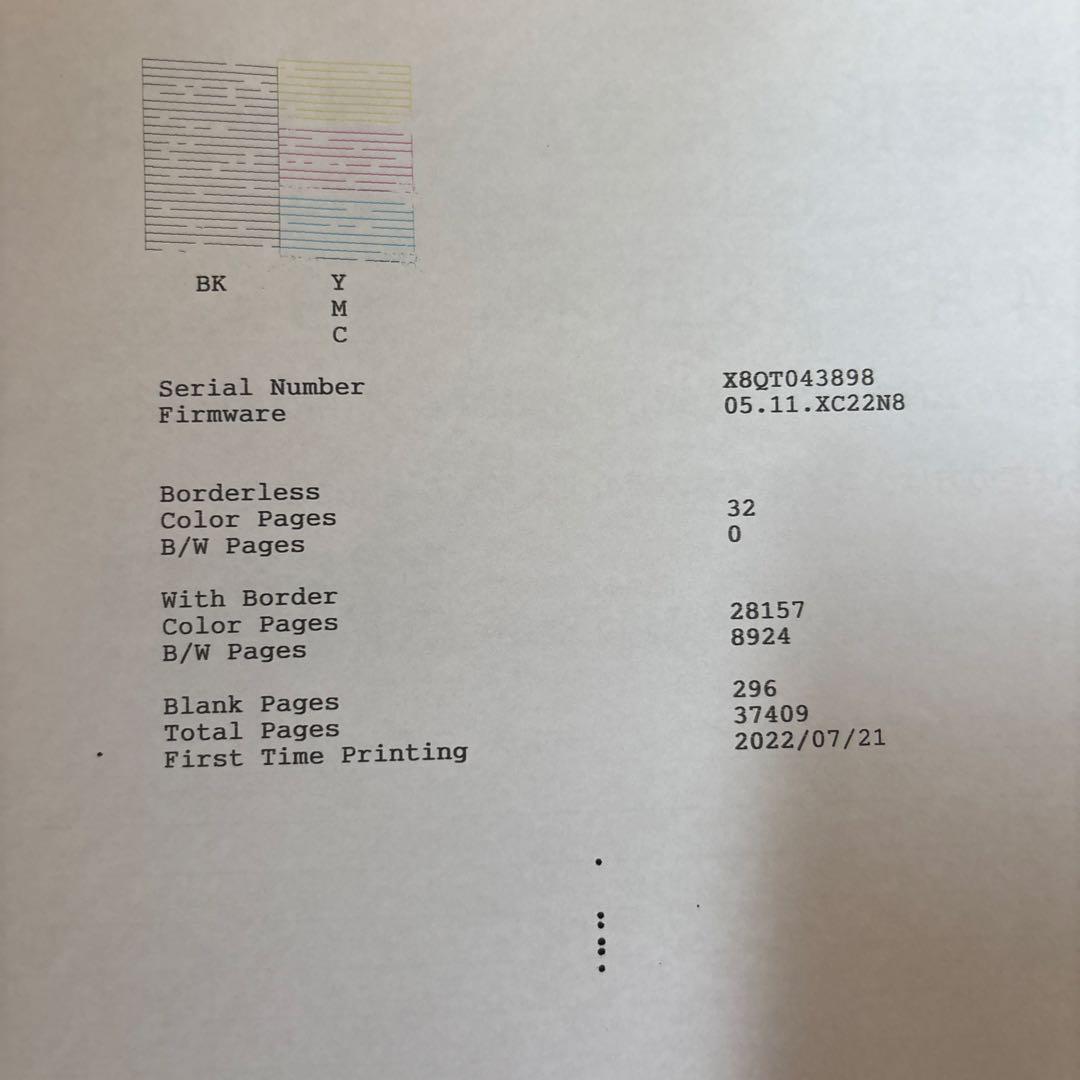 BK Y
M
C
Serial Number X8QT043898
Firmware 05.11.XC22N8
Borderless
Color Pages 32
B/W Pages 0
With Border
Color Pages 28157
B/W Pages 8924
Blank Pages 296
Total Pages 37409
First Time Printing 2022/07/21